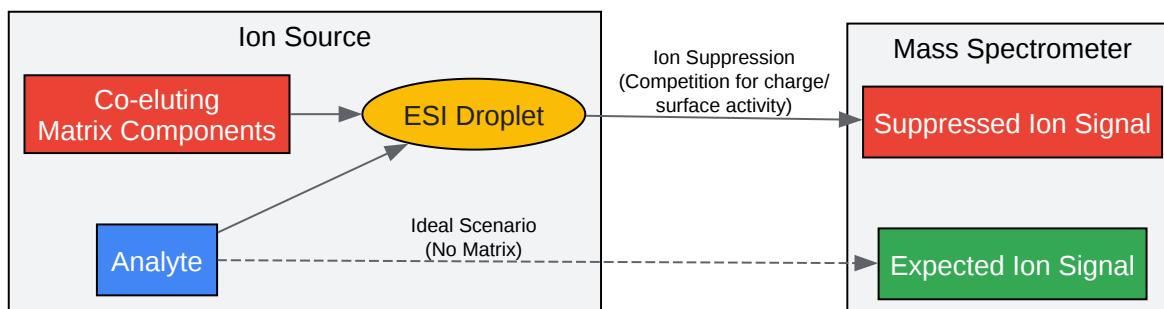 Ion Source
Co-eluting
Matrix Components
ESI Droplet
Analyte
Ion Suppression
(Competition for charge/
surface activity)
Ideal Scenario
(No Matrix)
Mass Spectrometer
Suppressed Ion Signal
Expected Ion Signal